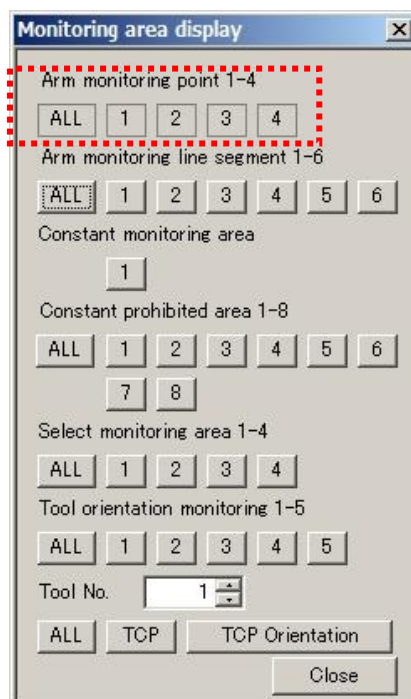 Monitoring area display
Arm monitoring point 1-4
ALL 1 2 3 4
Arm monitoring line segment 1-6
ALL 1 2 3 4 5 6
Constant monitoring area
1
Constant prohibited area 1-8
ALL 1 2 3 4 5 6
7 8
Select monitoring area 1-4
ALL 1 2 3 4
Tool orientation monitoring 1-5
ALL 1 2 3 4 5
Tool No. 1
ALL TCP TCP Orientation
Close